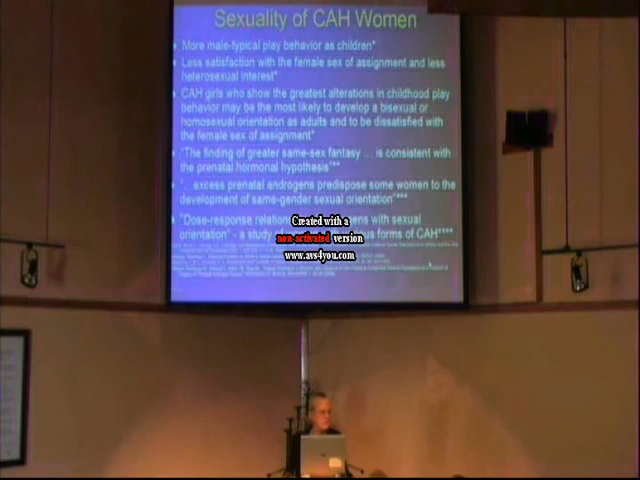 Sexuality of CAH Women
• More male-typical play behavior as children*
• Less satisfaction with the female sex of assignment and less
heterosexual interest*
• CAH girls who show the greatest alterations in childhood play
behavior may be the most likely to develop a bisexual or
homosexual orientation as adults and to be dissatisfied with
the female sex of assignment*
• "The finding of greater same-sex fantasy … is consistent with
the prenatal hormonal hypothesis"**
• "…excess prenatal androgens predispose some women to the
development of same-gender sexual orientation"***
• "Dose-response
Created with a
with sexual
orientation" - a study
non-activated version
forms of CAH****
www.avs4you.com